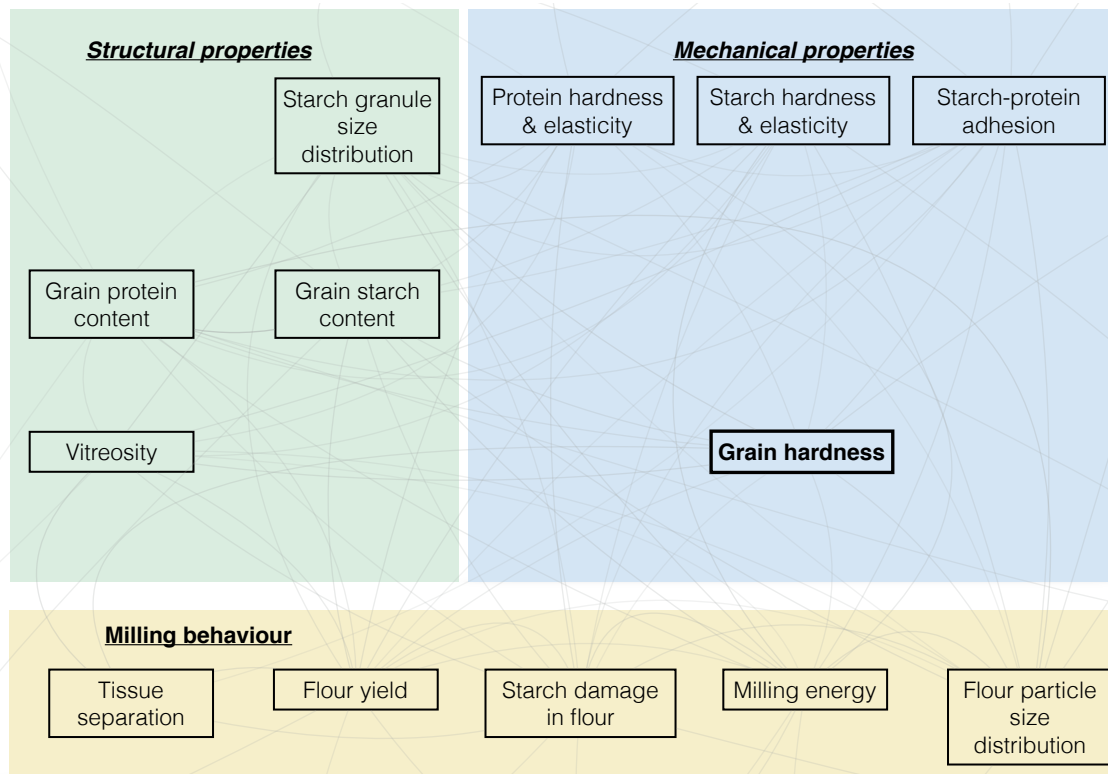 Structural properties
Starch granule
size
distribution
Grain protein
content
Grain starch
content
Vitreosity
Mechanical properties
Protein hardness
& elasticity
Starch hardness
& elasticity
Starch-protein
adhesion
Grain hardness
Milling behaviour
Tissue
separation
Flour yield
Starch damage
in flour
Milling energy
Flour particle
size
distribution